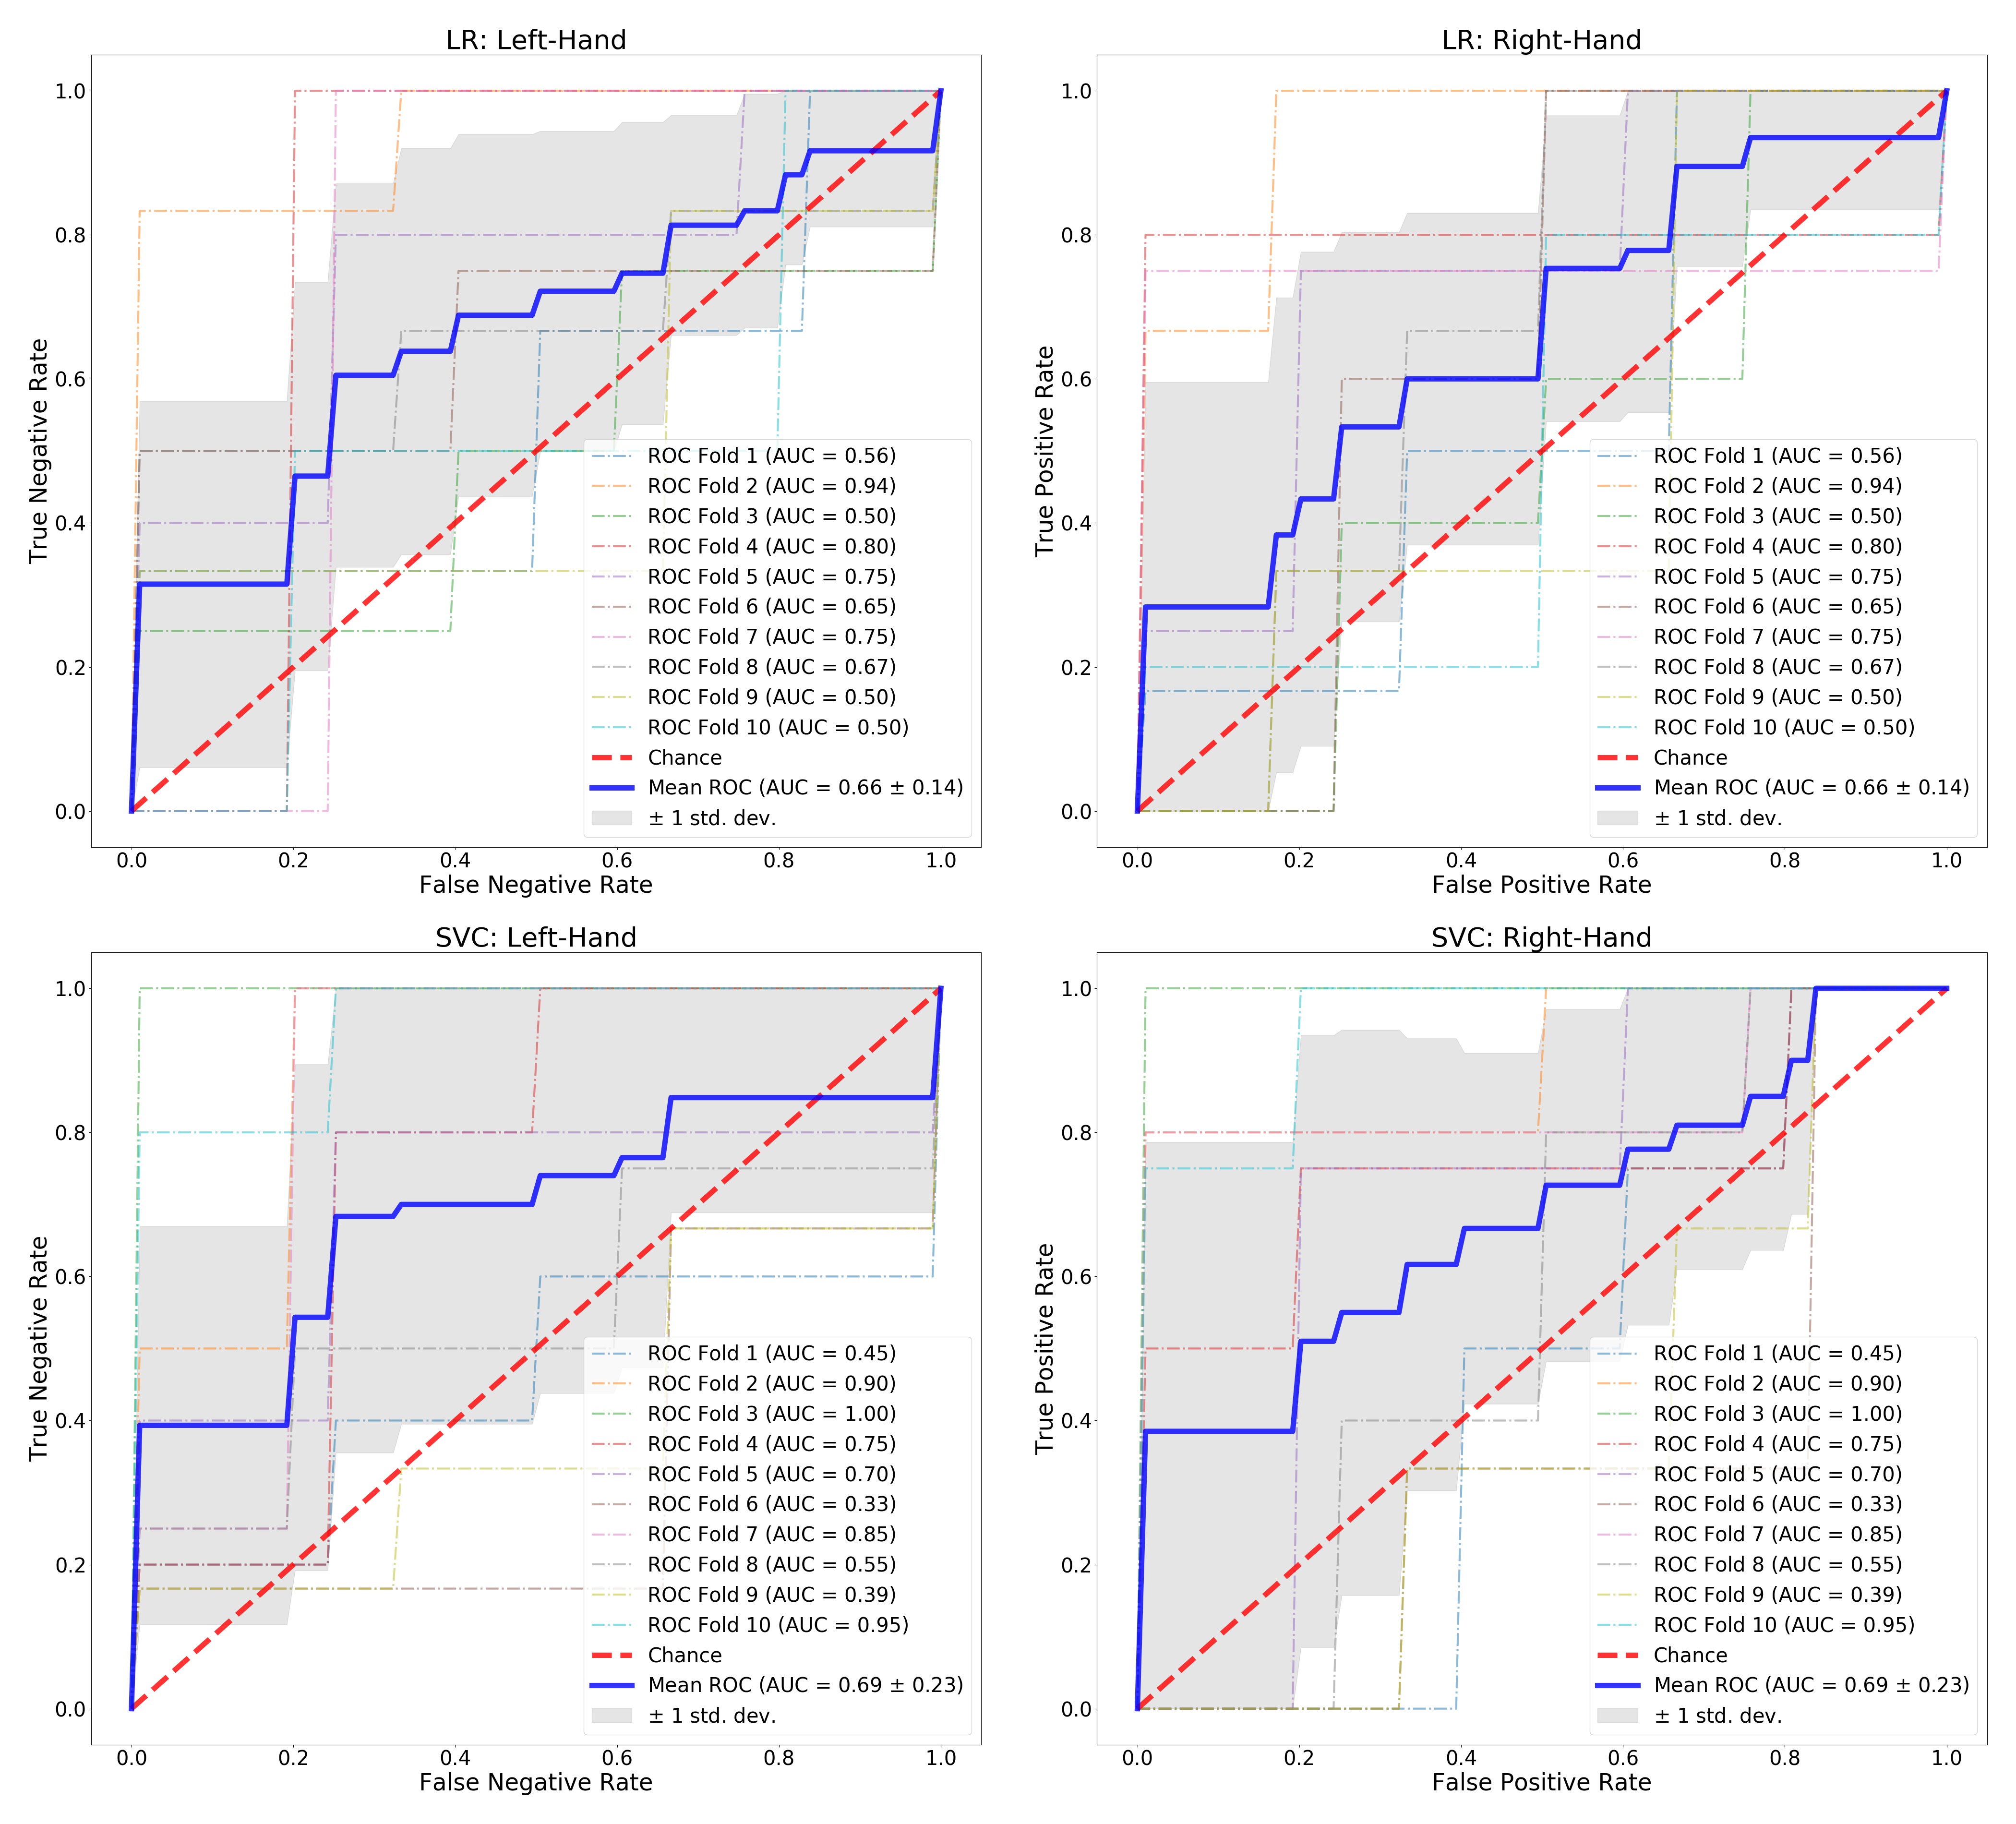 LR: Left-Hand
True Negative Rate
1.0
0.8
0.6
0.4
0.2
0.0
ROC Fold 1 (AUC = 0.56)
ROC Fold 2 (AUC = 0.94)
ROC Fold 3 (AUC = 0.50)
ROC Fold 4 (AUC = 0.80)
ROC Fold 5 (AUC = 0.75)
ROC Fold 6 (AUC = 0.65)
ROC Fold 7 (AUC = 0.75)
ROC Fold 8 (AUC = 0.67)
ROC Fold 9 (AUC = 0.50)
ROC Fold 10 (AUC = 0.50)
Chance
Mean ROC (AUC = 0.66 ± 0.14)
± 1 std. dev.
0.0 0.2 0.4 0.6 0.8 1.0
False Negative Rate
LR: Right-Hand
True Positive Rate
1.0
0.8
0.6
0.4
0.2
0.0
ROC Fold 1 (AUC = 0.56)
ROC Fold 2 (AUC = 0.94)
ROC Fold 3 (AUC = 0.50)
ROC Fold 4 (AUC = 0.80)
ROC Fold 5 (AUC = 0.75)
ROC Fold 6 (AUC = 0.65)
ROC Fold 7 (AUC = 0.75)
ROC Fold 8 (AUC = 0.67)
ROC Fold 9 (AUC = 0.50)
ROC Fold 10 (AUC = 0.50)
Chance
Mean ROC (AUC = 0.66 ± 0.14)
± 1 std. dev.
0.0 0.2 0.4 0.6 0.8 1.0
False Positive Rate
SVC: Left-Hand
True Negative Rate
1.0
0.8
0.6
0.4
0.2
0.0
ROC Fold 1 (AUC = 0.45)
ROC Fold 2 (AUC = 0.90)
ROC Fold 3 (AUC = 1.00)
ROC Fold 4 (AUC = 0.75)
ROC Fold 5 (AUC = 0.70)
ROC Fold 6 (AUC = 0.33)
ROC Fold 7 (AUC = 0.85)
ROC Fold 8 (AUC = 0.55)
ROC Fold 9 (AUC = 0.39)
ROC Fold 10 (AUC = 0.95)
Chance
Mean ROC (AUC = 0.69 ± 0.23)
± 1 std. dev.
0.0 0.2 0.4 0.6 0.8 1.0
False Negative Rate
SVC: Right-Hand
True Positive Rate
1.0
0.8
0.6
0.4
0.2
0.0
ROC Fold 1 (AUC = 0.45)
ROC Fold 2 (AUC = 0.90)
ROC Fold 3 (AUC = 1.00)
ROC Fold 4 (AUC = 0.75)
ROC Fold 5 (AUC = 0.70)
ROC Fold 6 (AUC = 0.33)
ROC Fold 7 (AUC = 0.85)
ROC Fold 8 (AUC = 0.55)
ROC Fold 9 (AUC = 0.39)
ROC Fold 10 (AUC = 0.95)
Chance
Mean ROC (AUC = 0.69 ± 0.23)
± 1 std. dev.
0.0 0.2 0.4 0.6 0.8 1.0
False Positive Rate